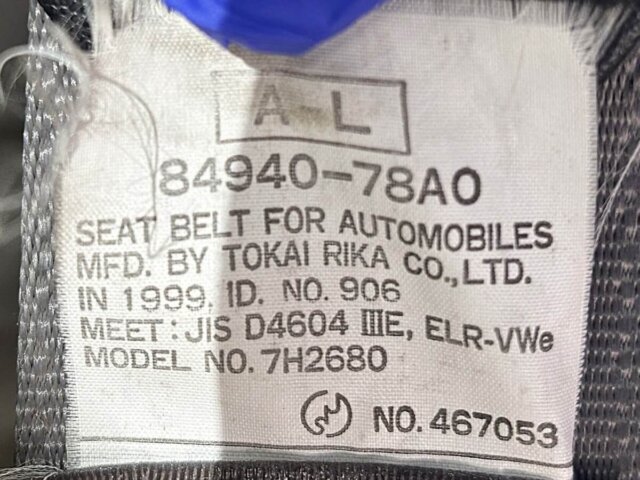 A-L
84940-78A0
SEAT BELT FOR AUTOMOBILES
MFD. BY TOKAI RIKA CO., LTD.
IN 1999. ID. NO. 906
MEET: JIS D4604 IIIE, ELR-VWe
MODEL NO. 7H2680
NO. 467053